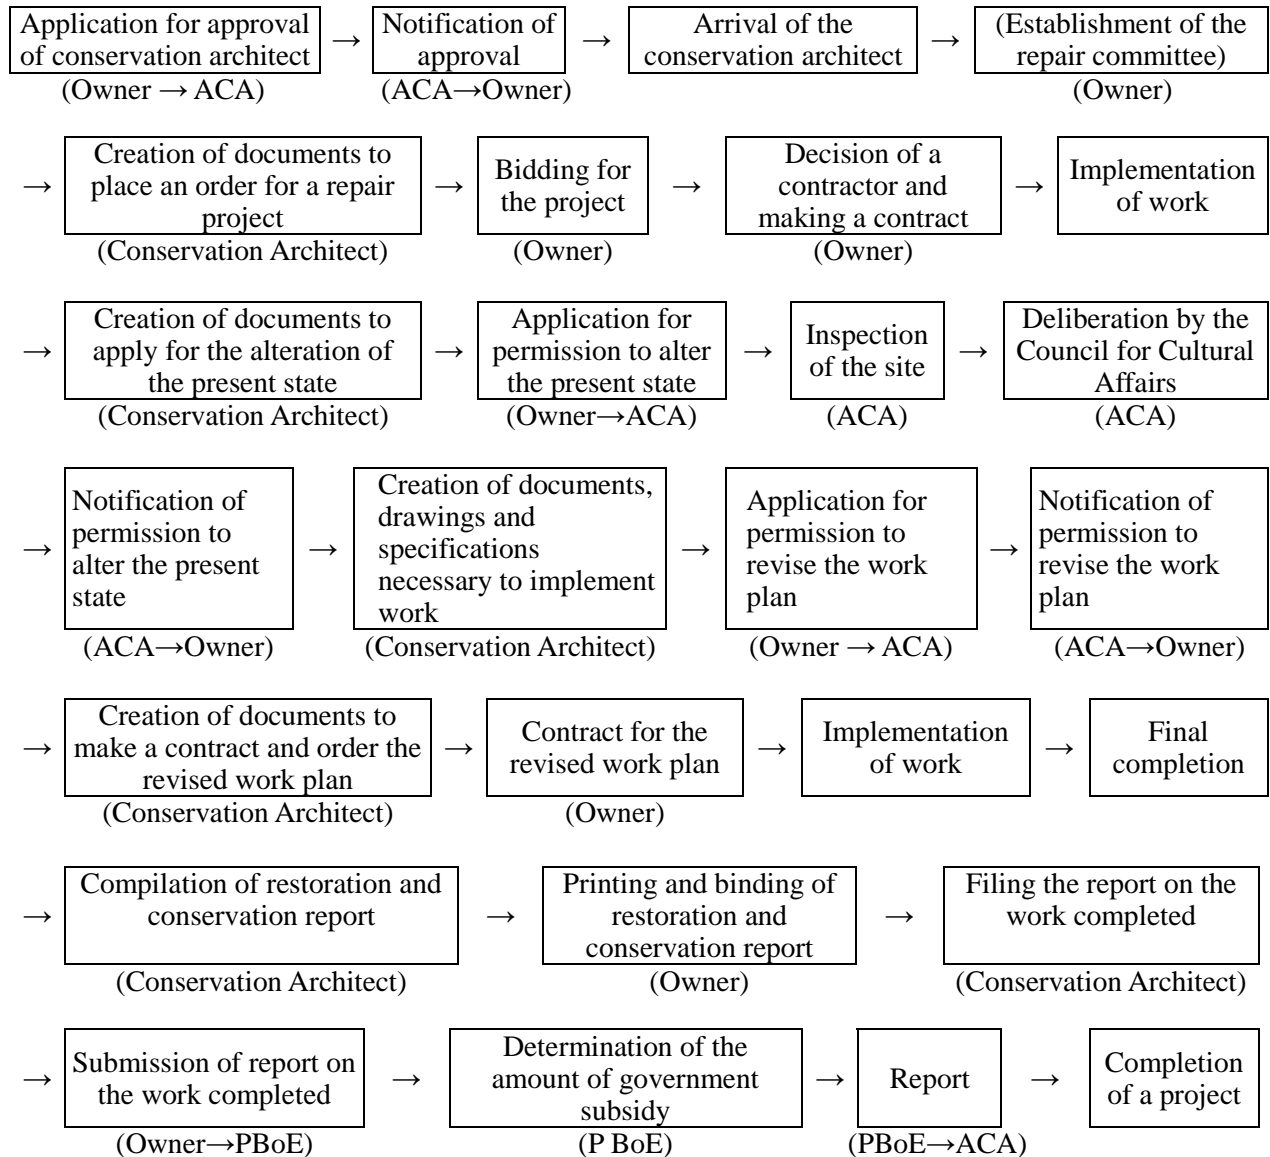 Application for approval
of conservation architect
(Owner → ACA)
→
Notification of
approval
(ACA→Owner)
→
Arrival of the
conservation architect
→
(Establishment of the
repair committee)
(Owner)
→
Creation of documents to
place an order for a repair
project
(Conservation Architect)
→
Bidding for
the project
(Owner)
→
Decision of a
contractor and
making a contract
(Owner)
→
Implementation
of work
→
Creation of documents to
apply for the alteration of
the present state
(Conservation Architect)
→
Application for
permission to alter
the present state
(Owner→ACA)
→
Inspection
of the site
(ACA)
→
Deliberation by the
Council for Cultural
Affairs
(ACA)
→
Notification of
permission to
alter the present
state
(ACA→Owner)
→
Creation of documents,
drawings and
specifications
necessary to implement
work
(Conservation Architect)
→
Application for
permission to
revise the work
plan
(Owner → ACA)
→
Notification of
permission to
revise the work
plan
(ACA→Owner)
→
Creation of documents to
make a contract and order the
revised work plan
(Conservation Architect)
→
Contract for the
revised work plan
(Owner)
→
Implementation
of work
→
Final
completion
→
Compilation of restoration and
conservation report
(Conservation Architect)
→
Printing and binding of
restoration and
conservation report
(Owner)
→
Filing the report on the
work completed
(Conservation Architect)
→
Submission of report on
the work completed
(Owner→PBoE)
→
Determination of the
amount of government
subsidy
(P BoE)
→
Report
(PBoE→ACA)
→
Completion
of a project